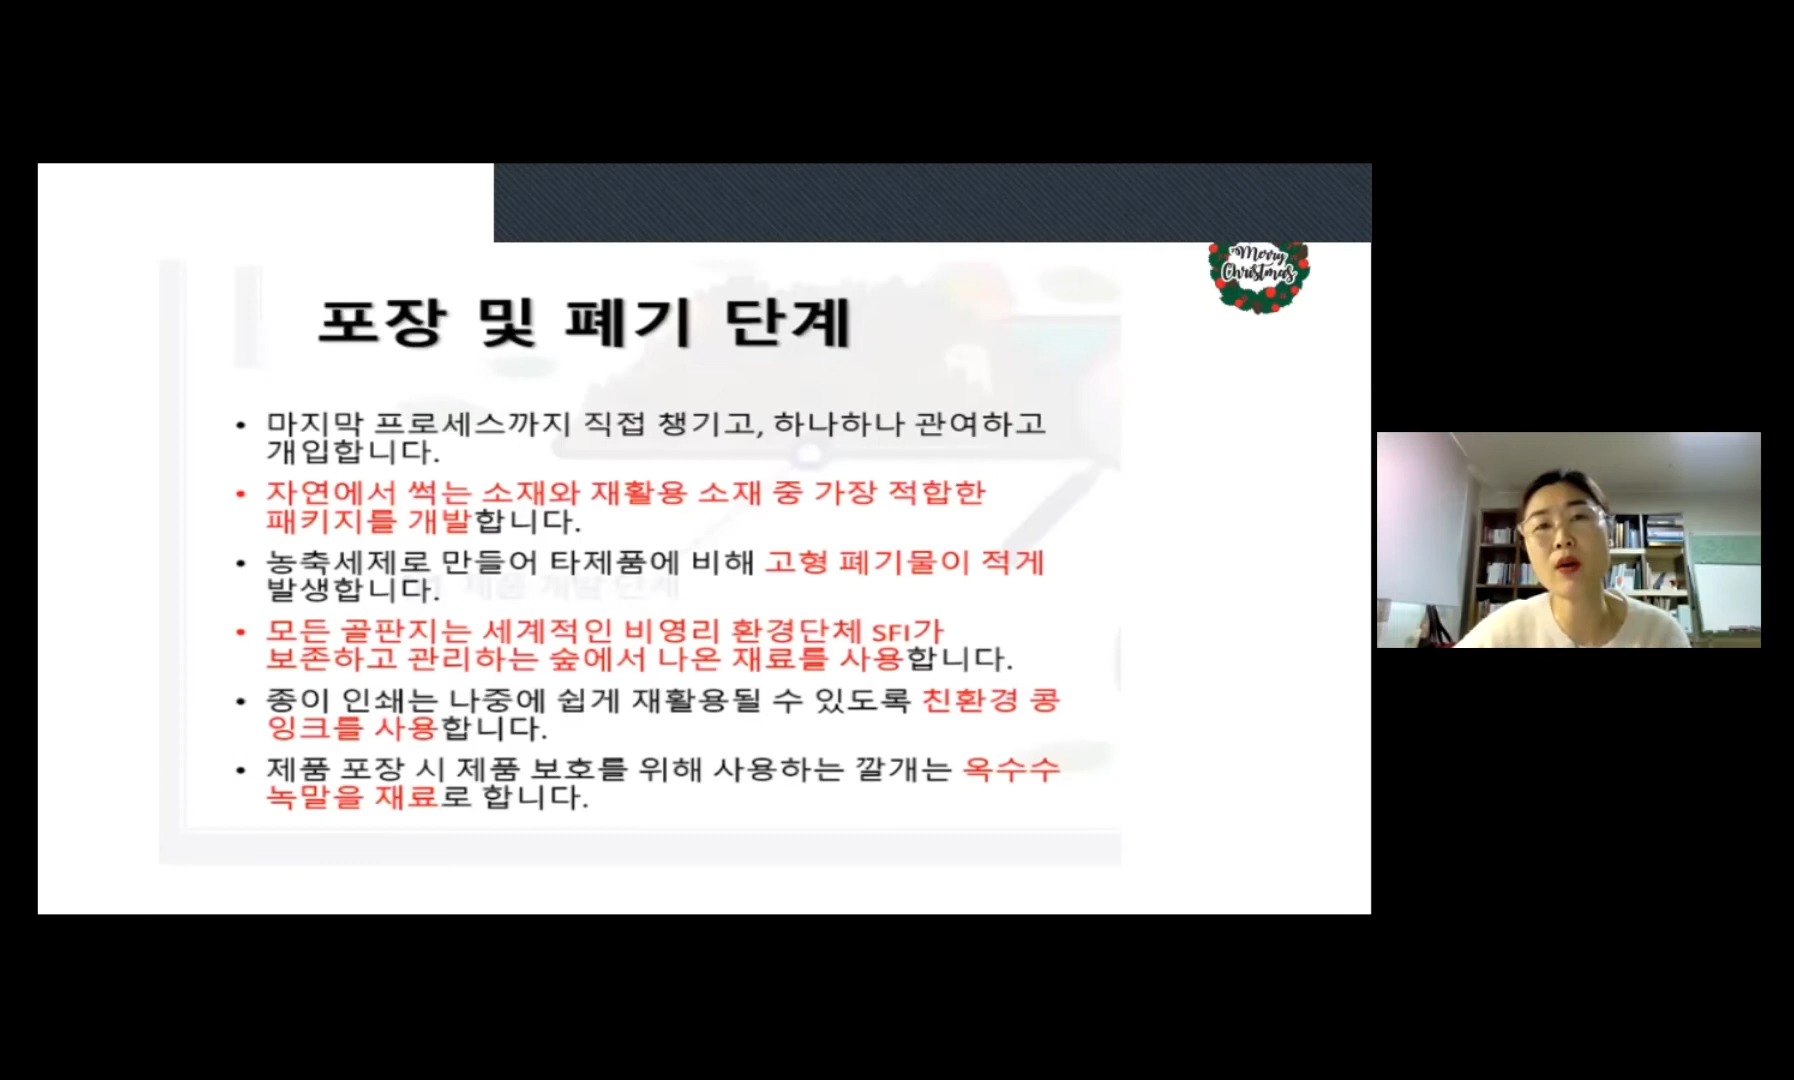 Merry
Christmas
포장 및 폐기 단계
• 마지막 프로세스까지 직접 챙기고, 하나하나 관여하고
개입합니다.
• 자연에서 썩는 소재와 재활용 소재 중 가장 적합한
패키지를 개발합니다.
• 농축세제로 만들어 타제품에 비해 고형 폐기물이 적게
발생합니다.
제품 개발 단계
• 모든 골판지는 세계적인 비영리 환경단체 SFI가
보존하고 관리하는 숲에서 나온 재료를 사용합니다.
• 종이 인쇄는 나중에 쉽게 재활용될 수 있도록 친환경 콩
잉크를 사용합니다.
• 제품 포장 시 제품 보호를 위해 사용하는 깔개는 옥수수
녹말을 재료로 합니다.